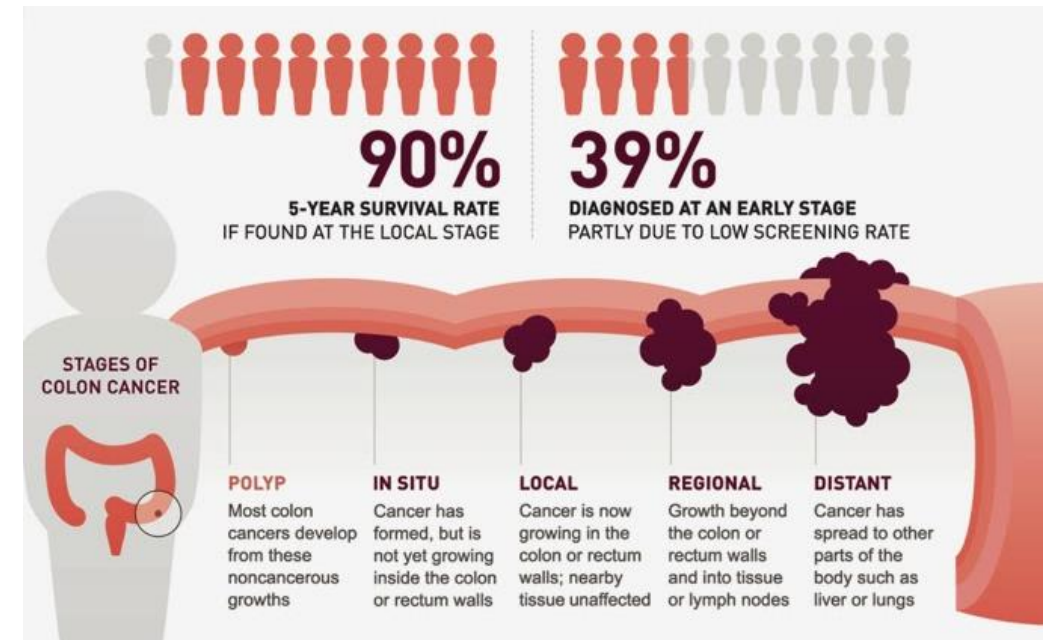 90%
5-YEAR SURVIVAL RATE
IF FOUND AT THE LOCAL STAGE
39%
DIAGNOSED AT AN EARLY STAGE
PARTLY DUE TO LOW SCREENING RATE
STAGES OF
COLON CANCER
POLYP
Most colon
cancers develop
from these
noncancerous
growths
IN SITU
Cancer has
formed, but is
not yet growing
inside the colon
or rectum walls
LOCAL
Cancer is now
growing in the
colon or rectum
walls; nearby
tissue unaffected
REGIONAL
Growth beyond
the colon or
rectum walls
and into tissue
or lymph nodes
DISTANT
Cancer has
spread to other
parts of the
body such as
liver or lungs